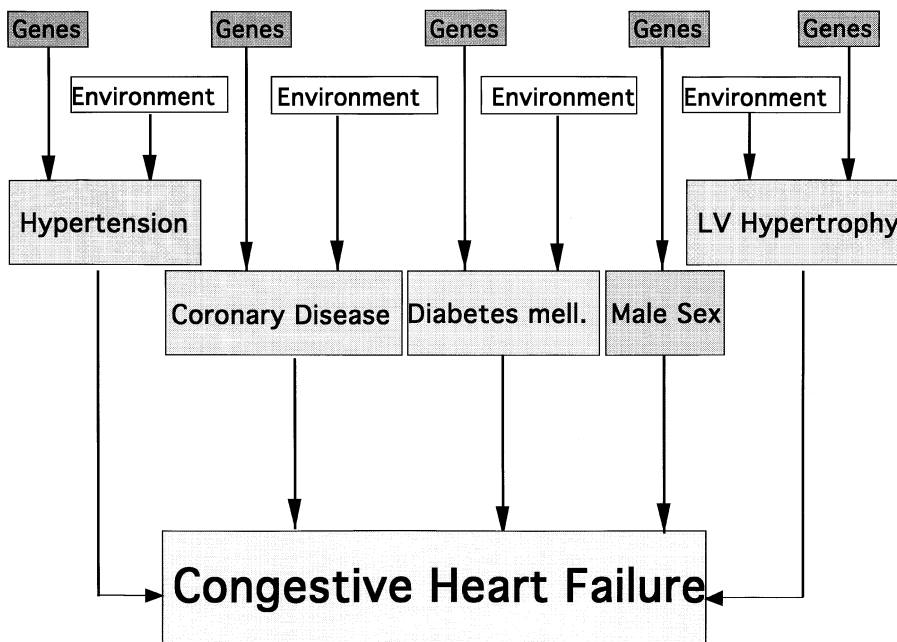 Genes
Genes
Genes
Genes
Genes
Environment
Environment
Environment
Environment
Hypertension
LV Hypertrophy
Coronary Disease
Diabetes mell.
Male Sex
Congestive Heart Failure